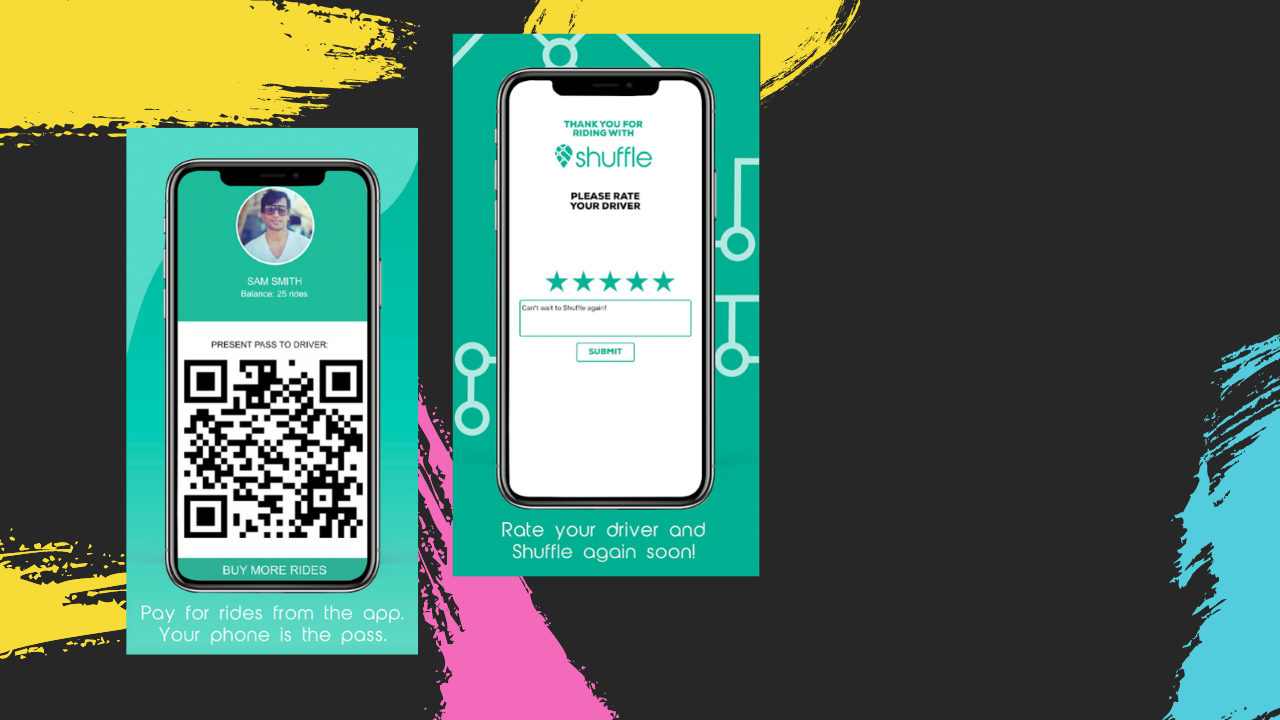 SAM SMITH
Balance: 25 rides
PRESENT PASS TO DRIVER:
BUY MORE RIDES
Pay for rides from the app.
Your phone is the pass.
THANK YOU FOR
RIDING WITH
shuffle
PLEASE RATE
YOUR DRIVER
Can't wait to Shuffle again!
SUBMIT
Rate your driver and
Shuffle again soon!